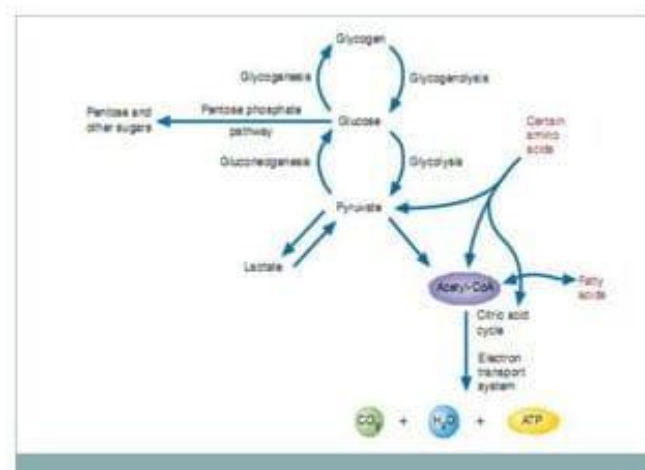 Glycogen
Glycogenesis
Glycogenolysis
Pentose and
other sugars
Pentose phosphate
pathway
Glucose
Certain
amino
acids
Gluconeogenesis
Glycolysis
Pyruvate
Lactate
Acetyl-CoA
Fatty
acids
Citric acid
cycle
Electron
transport
system
CO₂ + H₂O + ATP